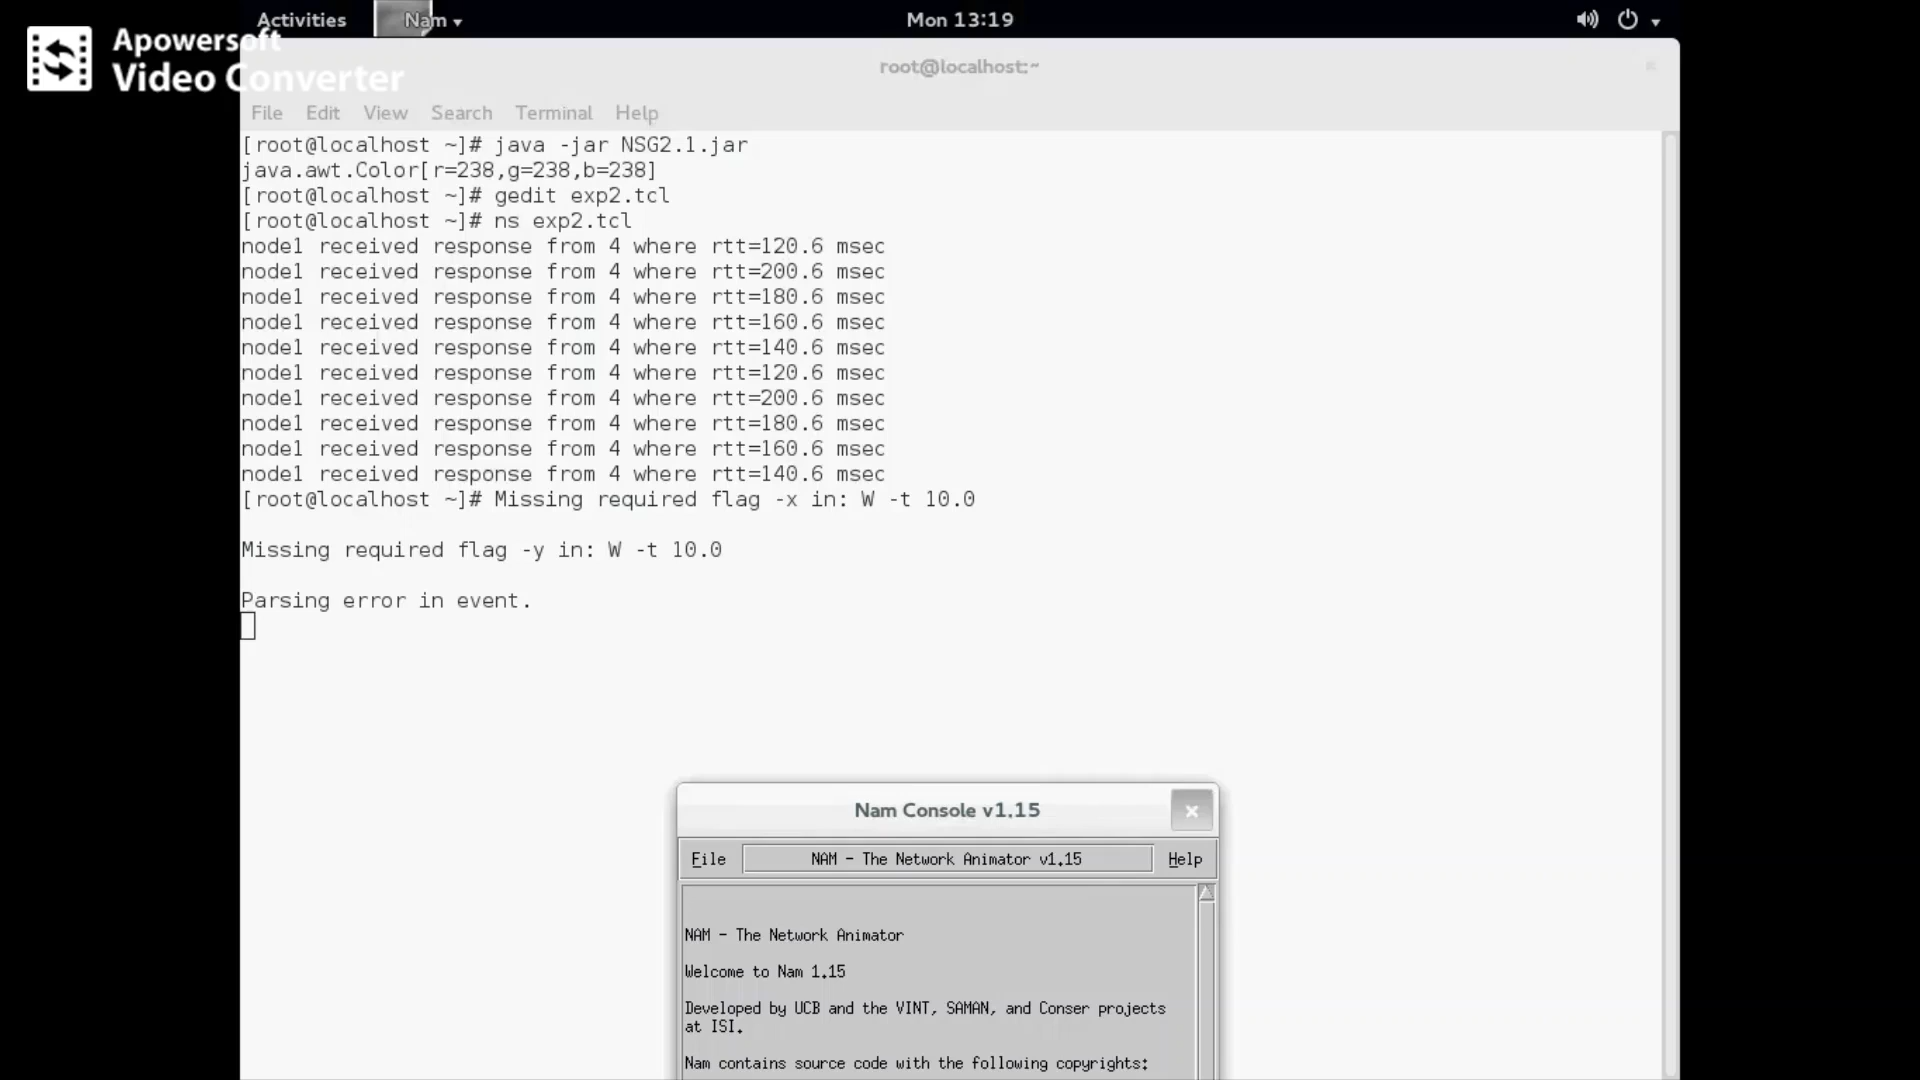 Activities Nam Mon 13:19
Apowersoft
Video Converter
root@localhost:~
File Edit View Search Terminal Help
[root@localhost ~]# java -jar NSG2.1.jar
java.awt.Color[r=238,g=238,b=238]
[root@localhost ~]# gedit exp2.tcl
[root@localhost ~]# ns exp2.tcl
node1 received response from 4 where rtt=120.6 msec
node1 received response from 4 where rtt=200.6 msec
node1 received response from 4 where rtt=180.6 msec
node1 received response from 4 where rtt=160.6 msec
node1 received response from 4 where rtt=140.6 msec
node1 received response from 4 where rtt=120.6 msec
node1 received response from 4 where rtt=200.6 msec
node1 received response from 4 where rtt=180.6 msec
node1 received response from 4 where rtt=160.6 msec
node1 received response from 4 where rtt=140.6 msec
[root@localhost ~]# Missing required flag -x in: W -t 10.0
Missing required flag -y in: W -t 10.0
Parsing error in event.
Nam Console v1.15
File NAM - The Network Animator v1.15 Help
NAM - The Network Animator
Welcome to Nam 1.15
Developed by UCB and the VINT, SAMAN, and Conser projects
at ISI.
Nam contains source code with the following copyrights: